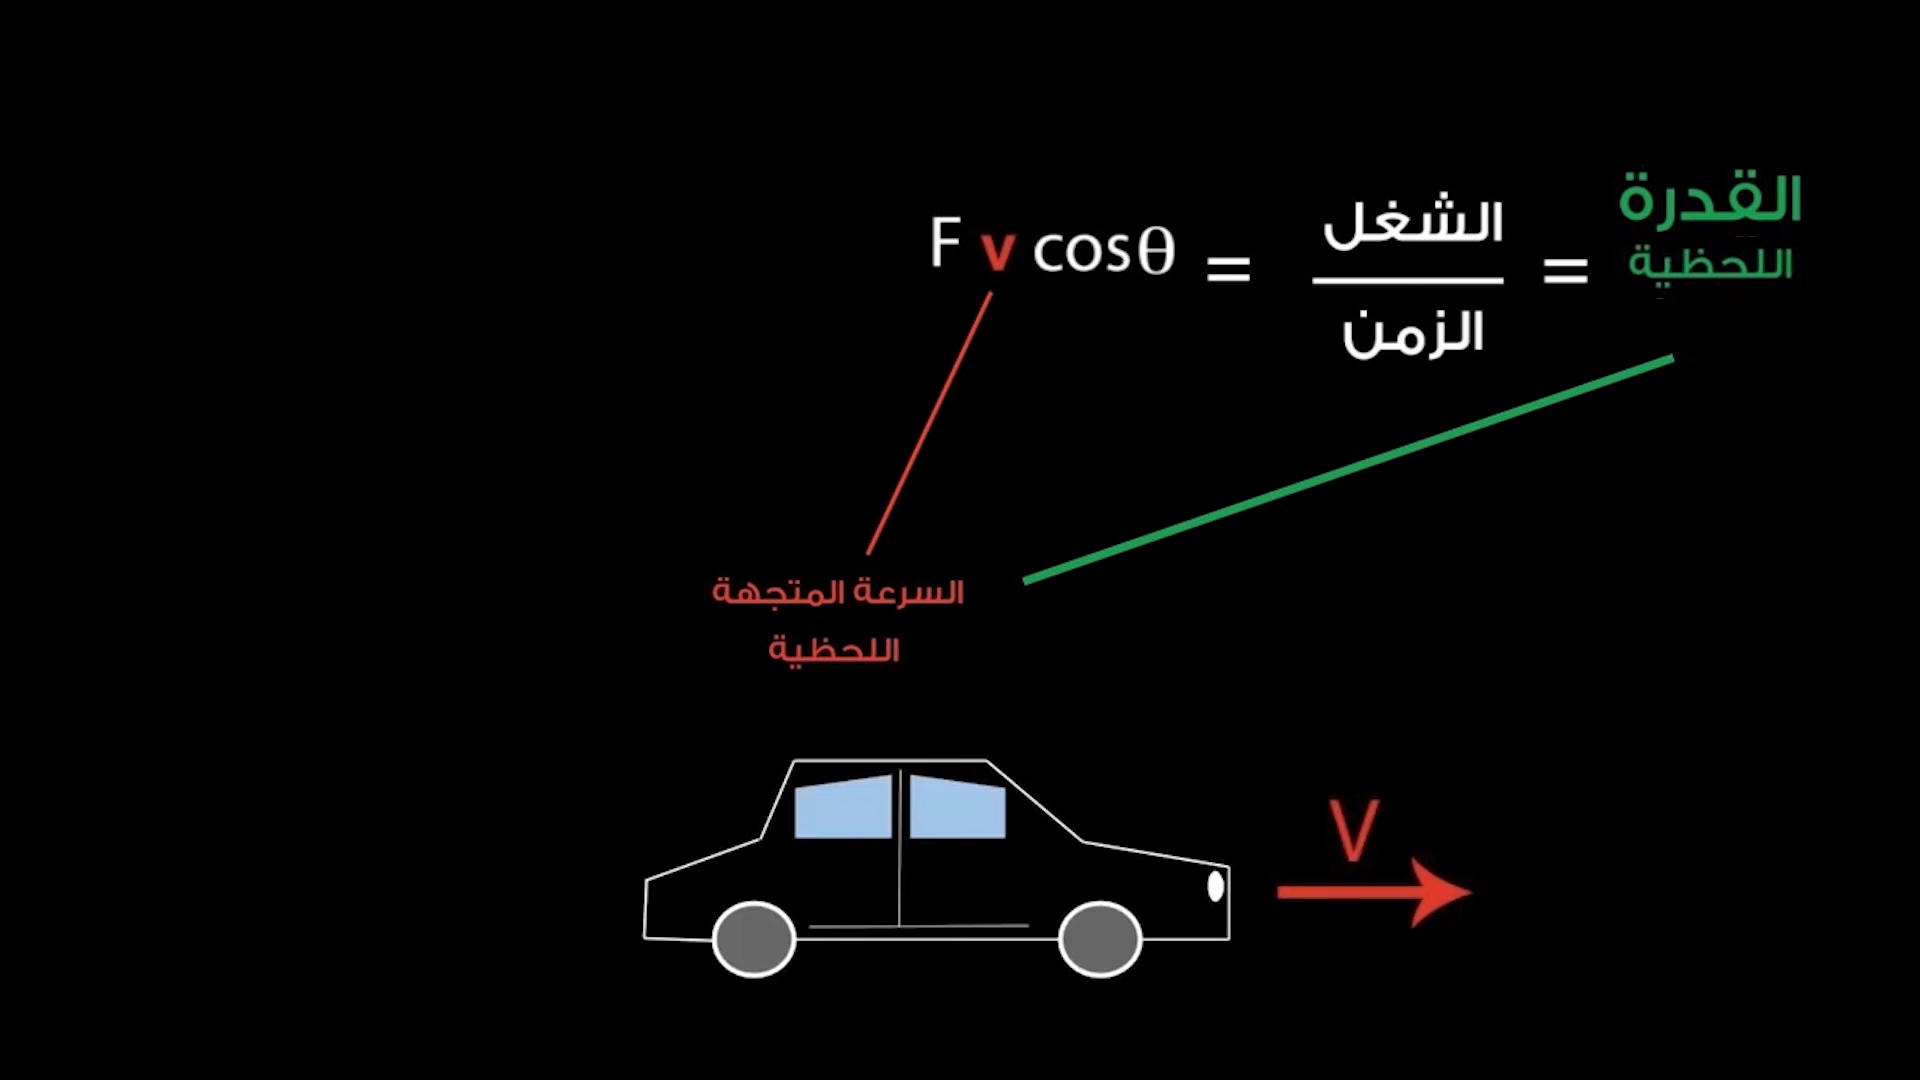 القدرة
اللحظية
=
الشغل
الزمن
=
F v cosθ
السرعة المتجهة
اللحظية
V